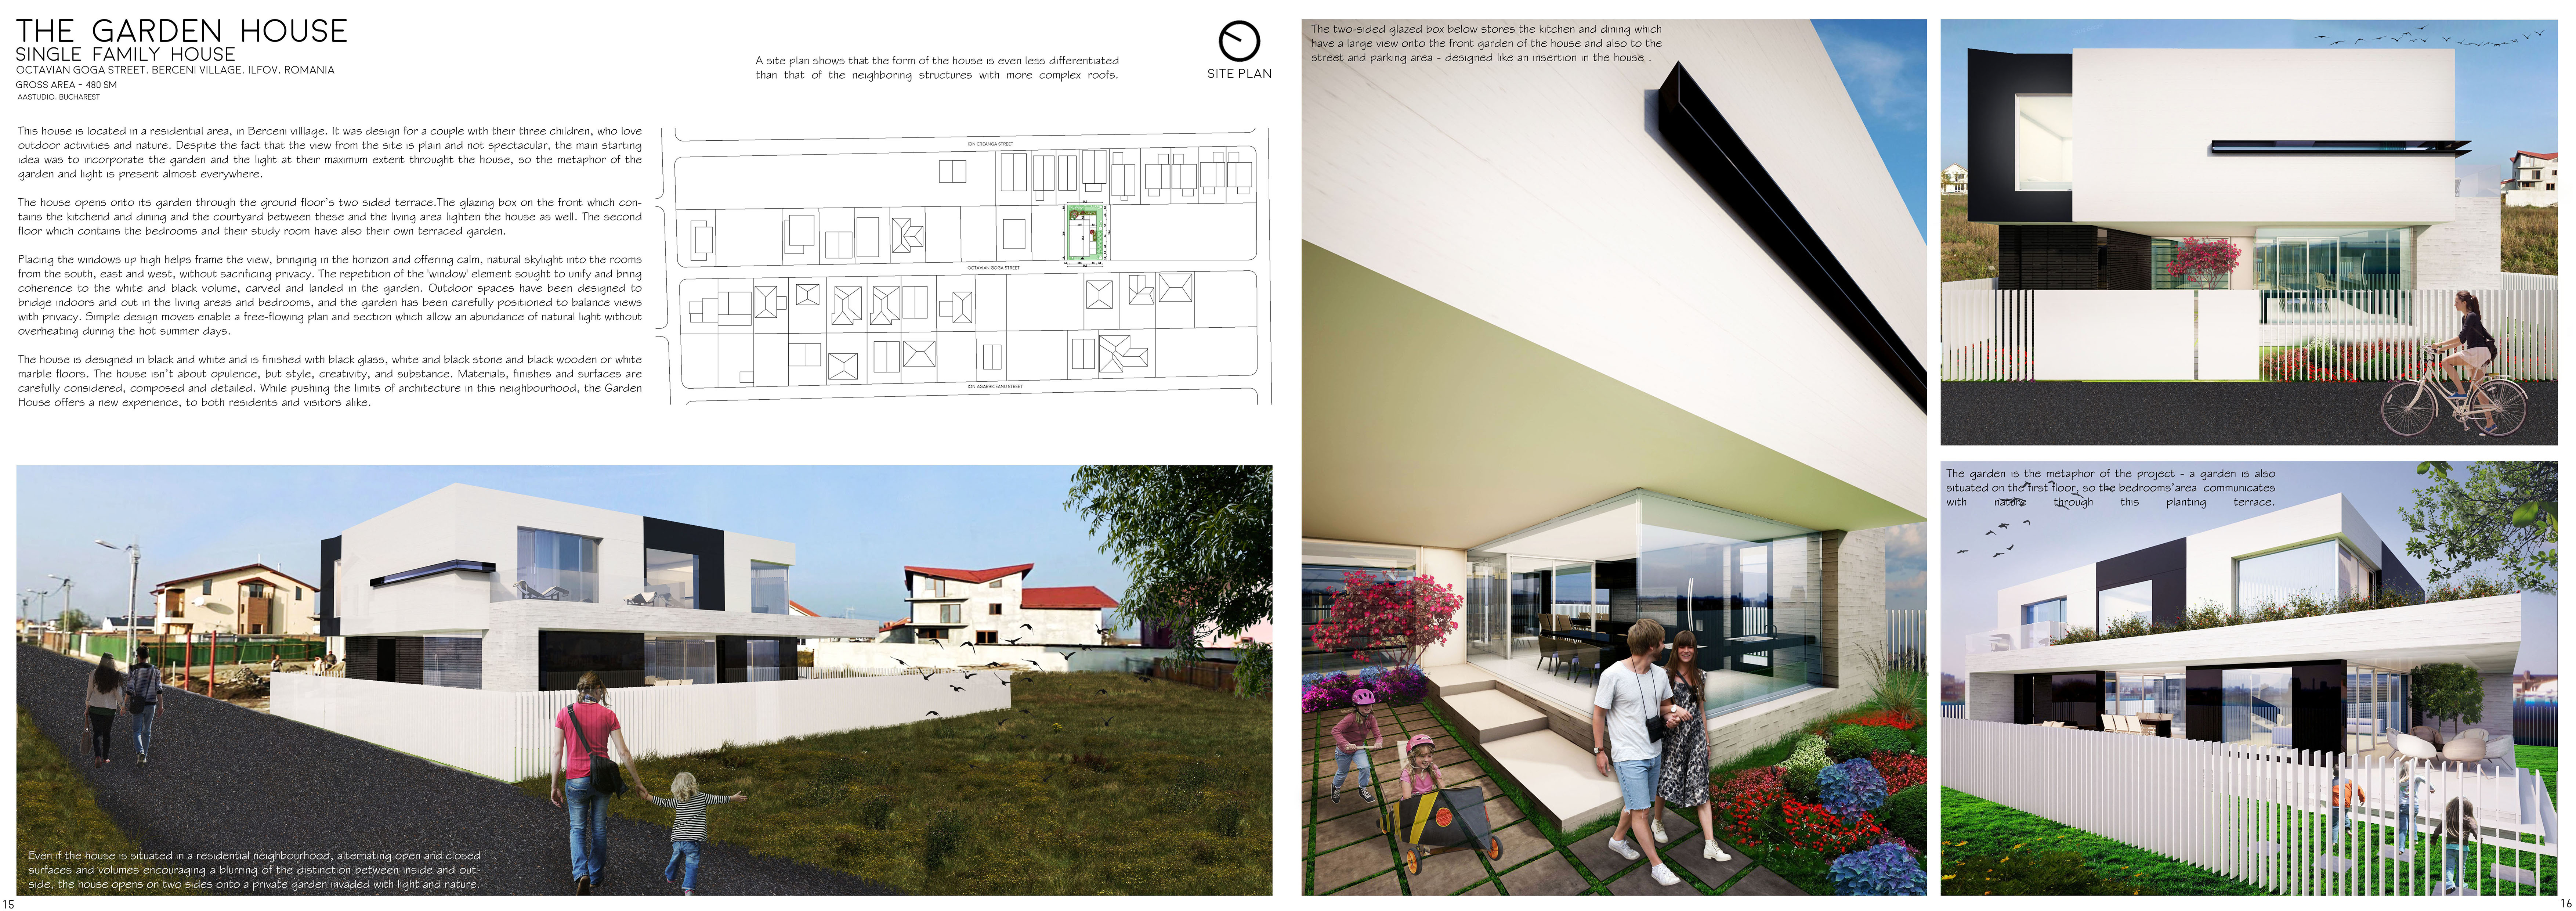 THE GARDEN HOUSE
SINGLE FAMILY HOUSE
OCTAVIAN GOGA STREET. BERCENI VILLAGE. ILFOV. ROMANIA
GROSS AREA - 480 SM
AASTUDIO. BUCHAREST
A site plan shows that the form of the house is even less differentiated
than that of the neighboring structures with more complex roofs.
SITE PLAN
This house is located in a residential area, in Berceni villlage. It was design for a couple with their three children, who love
outdoor activities and nature. Despite the fact that the view from the site is plain and not spectacular, the main starting
idea was to incorporate the garden and the light at their maximum extent throught the house, so the metaphor of the
garden and light is present almost everywhere.
The house opens onto its garden through the ground floor's two sided terrace.The glazing box on the front which con-
tains the kitchend and dining and the courtyard between these and the living area lighten the house as well. The second
floor which contains the bedrooms and their study room have also their own terraced garden.
Placing the windows up high helps frame the view, bringing in the horizon and offering calm, natural skylight into the rooms
from the south, east and west, without sacrificing privacy. The repetition of the 'window' element sought to unify and bring
coherence to the white and black volume, carved and landed in the garden. Outdoor spaces have been designed to
bridge indoors and out in the living areas and bedrooms, and the garden has been carefully positioned to balance views
with privacy. Simple design moves enable a free-flowing plan and section which allow an abundance of natural light without
overheating during the hot summer days.
The house is designed in black and white and is finished with black glass, white and black stone and black wooden or white
marble floors. The house isn't about opulence, but style, creativity, and substance. Materials, finishes and surfaces are
carefully considered, composed and detailed. While pushing the limits of architecture in this neighbourhood, the Garden
House offers a new experience, to both residents and visitors alike.
ION CREANGA STREET
OCTAVIAN GOGA STREET
ION AGARBICEANU STREET
Even if the house is situated in a residential neighbourhood, alternating open and closed
surfaces and volumes encouraging a blurring of the distinction between inside and out-
side, the house opens on two sides onto a private garden invaded with light and nature.
15
The two-sided glazed box below stores the kitchen and dining which
have a large view onto the front garden of the house and also to the
street and parking area - designed like an insertion in the house .
The garden is the metaphor of the project - a garden is also
situated on the first floor, so the bedrooms'area communicates
with nature through this planting terrace.
16